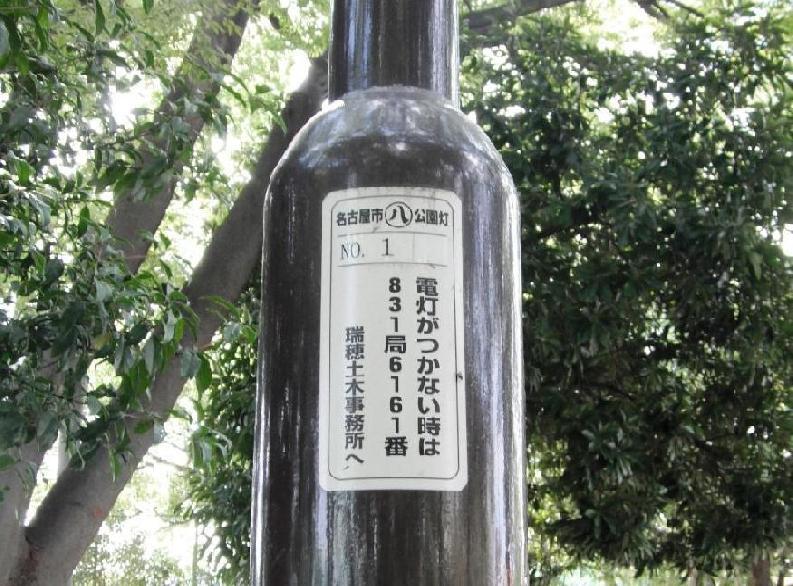 名古屋市 八 公園灯
NO. 1
電灯がつかない時は
831局6161番
瑞穂土木事務所へ